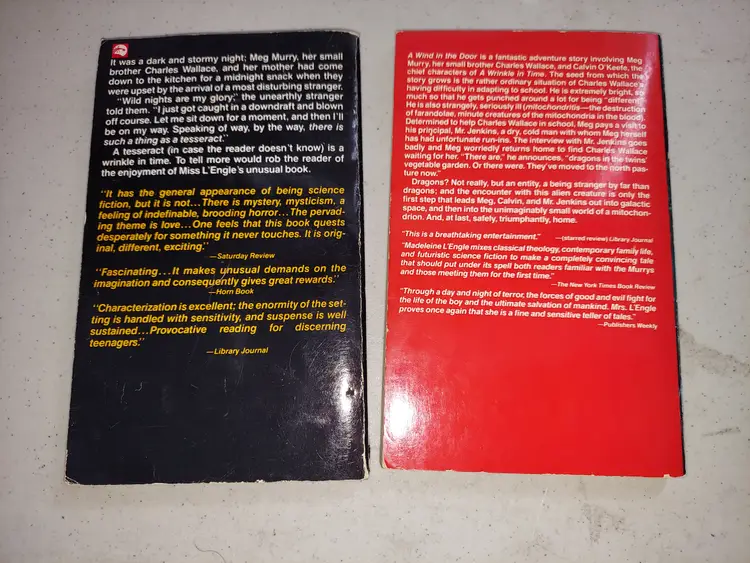 It was a dark and stormy night; Meg Murry, her small
brother Charles Wallace, and her mother had come
down to the kitchen for a midnight snack when they
were upset by the arrival of a most disturbing stranger.
"Wild nights are my glory," the unearthly stranger
told them. "I just got caught in a downdraft and blown
off course. Let me sit down for a moment, and then I'll
be on my way. Speaking of way, by the way, there is
such a thing as a tesseract."
A tesseract (in case the reader doesn't know) is a
wrinkle in time. To tell more would rob the reader of
the enjoyment of Miss L'Engle's unusual book.
"It has the general appearance of being science
fiction, but it is not...There is mystery, mysticism, a
feeling of indefinable, brooding horror...The pervad-
ing theme is love...One feels that this book quests
desperately for something it never touches. It is orig-
inal, different, exciting."
—Saturday Review
"Fascinating...It makes unusual demands on the
imagination and consequently gives great rewards."
—Horn Book
"Characterization is excellent; the enormity of the set-
ting is handled with sensitivity, and suspense is well
sustained...Provocative reading for discerning
teenagers."
—Library Journal
A Wind in the Door is a fantastic adventure story involving Meg
Murry, her small brother Charles Wallace, and Calvin O'Keefe, the
chief characters of A Wrinkle in Time. The seed from which the
story grows is the rather ordinary situation of Charles Wallace's
having difficulty in adapting to school. He is extremely bright, so
much so that he gets punched around a lot for being "different."
He is also strangely, seriously ill (mitochondritis—the destruction
of farandolae, minute creatures of the mitochondria in the blood).
Determined to help Charles Wallace in school, Meg pays a visit to
his principal, Mr. Jenkins, a dry, cold man with whom Meg herself
has had unfortunate run-ins. The interview with Mr. Jenkins goes
badly and Meg worriedly returns home to find Charles Wallace
waiting for her. "There are," he announces, "dragons in the twins'
vegetable garden. Or there were. They've moved to the north pas-
ture now."
Dragons? Not really, but an entity, a being stranger by far than
dragons; and the encounter with this alien creature is only the
first step that leads Meg, Calvin, and Mr. Jenkins out into galactic
space, and then into the unimaginably small world of a mitochon-
drion. And, at last, safely, triumphantly, home.
"This is a breathtaking entertainment." —(starred review) Library Journal
"Madeleine L'Engle mixes classical theology, contemporary family life,
and futuristic science fiction to make a completely convincing tale
that should put under its spell both readers familiar with the Murrys
and those meeting them for the first time."
—The New York Times Book Review
"Through a day and night of terror, the forces of good and evil fight for
the life of the boy and the ultimate salvation of mankind. Mrs. L'Engle
proves once again that she is a fine and sensitive teller of tales."
—Publishers Weekly